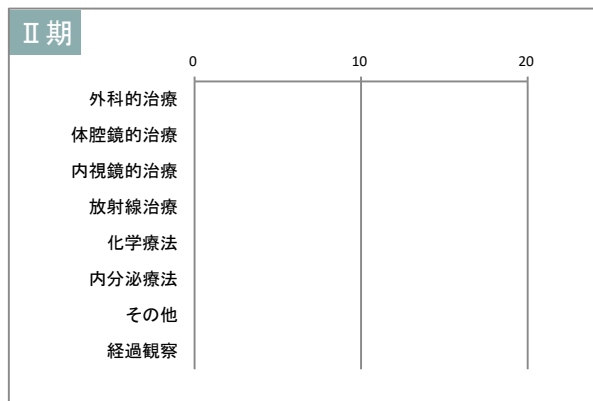 Ⅱ期
0 10 20
外科的治療
体腔鏡的治療
内視鏡的治療
放射線治療
化学療法
内分泌療法
その他
経過観察